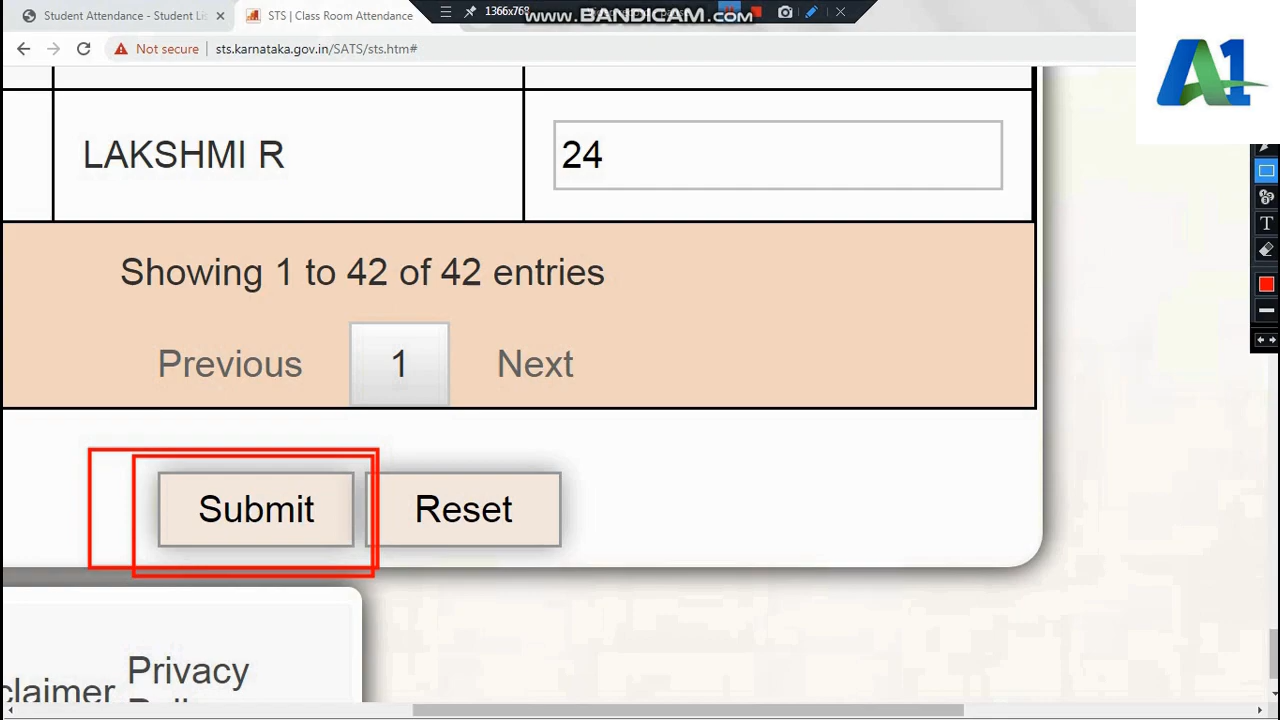 Student Attendance - Student Li
STS | Class Room Attendance
1366x768
www.BANDICAM.com
Not secure
sts.karnataka.gov.in/SATS/sts.htm#
A1
LAKSHMI R
24
Showing 1 to 42 of 42 entries
Previous
1
Next
Submit
Reset
T
Privacy
claimer